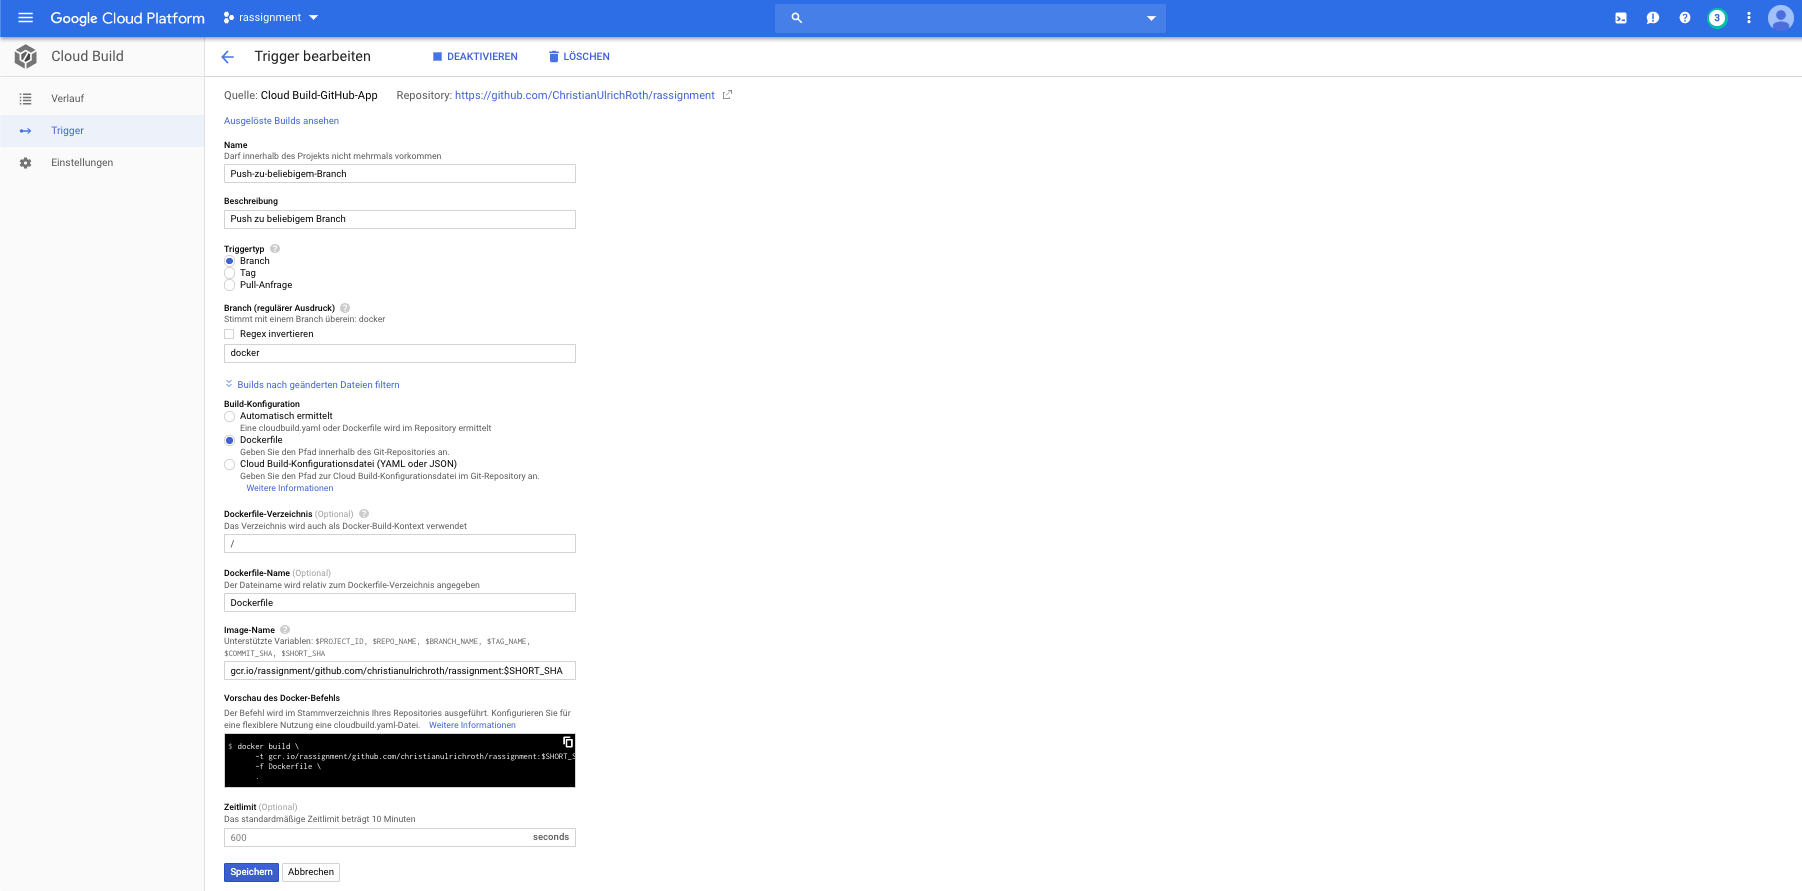 Google Cloud Platform rassignment 3
Cloud Build
Trigger bearbeiten DEAKTIVIEREN LÖSCHEN
Verlauf
Trigger
Einstellungen
Quelle: Cloud Build-GitHub-App Repository: https://github.com/ChristianUlrichRoth/rassignment
Ausgelöste Builds ansehen
Name
Darf innerhalb des Projekts nicht mehrmals vorkommen
Push-zu-beliebigem-Branch
Beschreibung
Push zu beliebigem Branch
Triggertyp ?
Branch
Tag
Pull-Anfrage
Branch (regulärer Ausdruck) ?
Stimmt mit einem Branch überein: docker
Regex invertieren
docker
Builds nach geänderten Dateien filtern
Build-Konfiguration
Automatisch ermittelt
Eine cloudbuild.yaml oder Dockerfile wird im Repository ermittelt
Dockerfile
Geben Sie den Pfad innerhalb des Git-Repositories an.
Cloud Build-Konfigurationsdatei (YAML oder JSON)
Geben Sie den Pfad zur Cloud Build-Konfigurationsdatei im Git-Repository an.
Weitere Informationen
Dockerfile-Verzeichnis (Optional) ?
Das Verzeichnis wird auch als Docker-Build-Kontext verwendet
/
Dockerfile-Name (Optional)
Der Dateiname wird relativ zum Dockerfile-Verzeichnis angegeben
Dockerfile
Image-Name ?
Unterstützte Variablen: $PROJECT_ID, $REPO_NAME, $BRANCH_NAME, $TAG_NAME,
$COMMIT_SHA, $SHORT_SHA
gcr.io/rassignment/github.com/christianulrichroth/rassignment:$SHORT_SHA
Vorschau des Docker-Befehls
Der Befehl wird im Stammverzeichnis Ihres Repositories ausgeführt. Konfigurieren Sie für
eine flexiblere Nutzung eine cloudbuild.yaml-Datei. Weitere Informationen
$ docker build \
-t gcr.io/rassignment/github.com/christianulrichroth/rassignment:$SHORT_S
-f Dockerfile \
.
Zeitlimit (Optional)
Das standardmäßige Zeitlimit beträgt 10 Minuten
600 seconds
Speichern Abbrechen